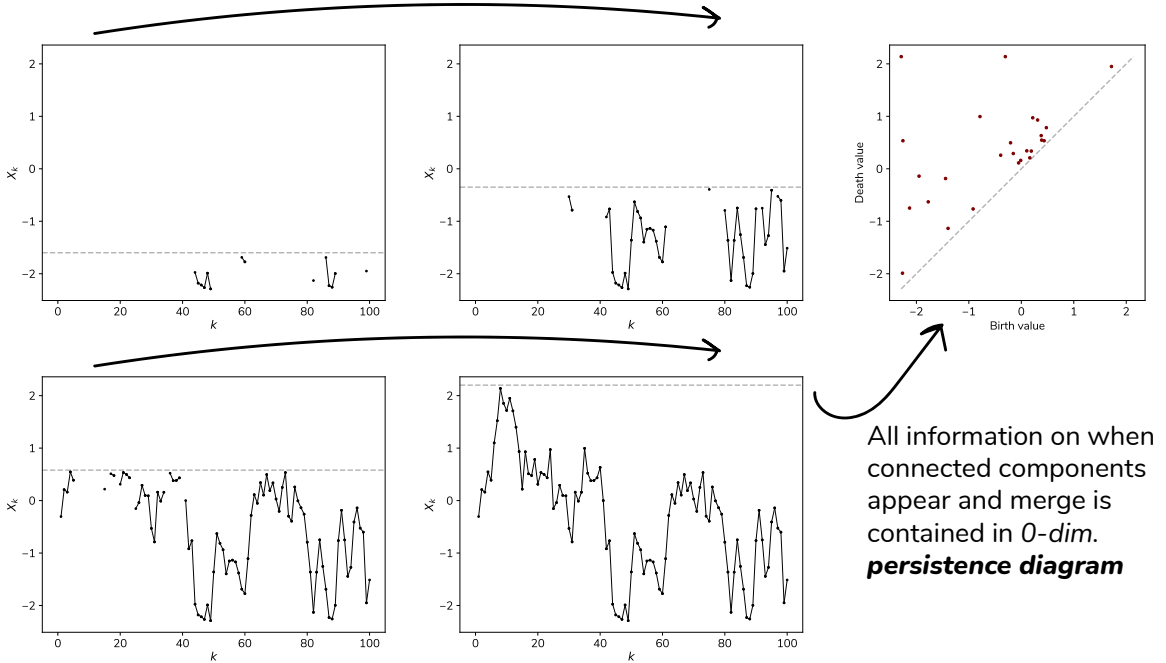 2
1
0
−1
−2
X_k
0 20 40 60 80 100
k
2
1
0
−1
−2
X_k
0 20 40 60 80 100
k
2
1
0
−1
−2
Death value
−2 −1 0 1 2
Birth value
2
1
0
−1
−2
X_k
0 20 40 60 80 100
k
2
1
0
−1
−2
X_k
0 20 40 60 80 100
k
All information on when
connected components
appear and merge is
contained in 0-dim.
persistence diagram